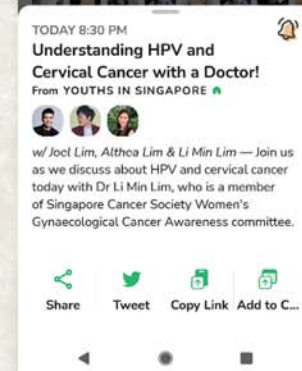 TODAY 8:30 PM
Understanding HPV and
Cervical Cancer with a Doctor!
From YOUTHS IN SINGAPORE
w/ Joel Lim, Althea Lim & Li Min Lim — Join us
as we discuss about HPV and cervical cancer
today with Dr Li Min Lim, who is a member
of Singapore Cancer Society Women's
Gynaecological Cancer Awareness committee.
Share Tweet Copy Link Add to C...